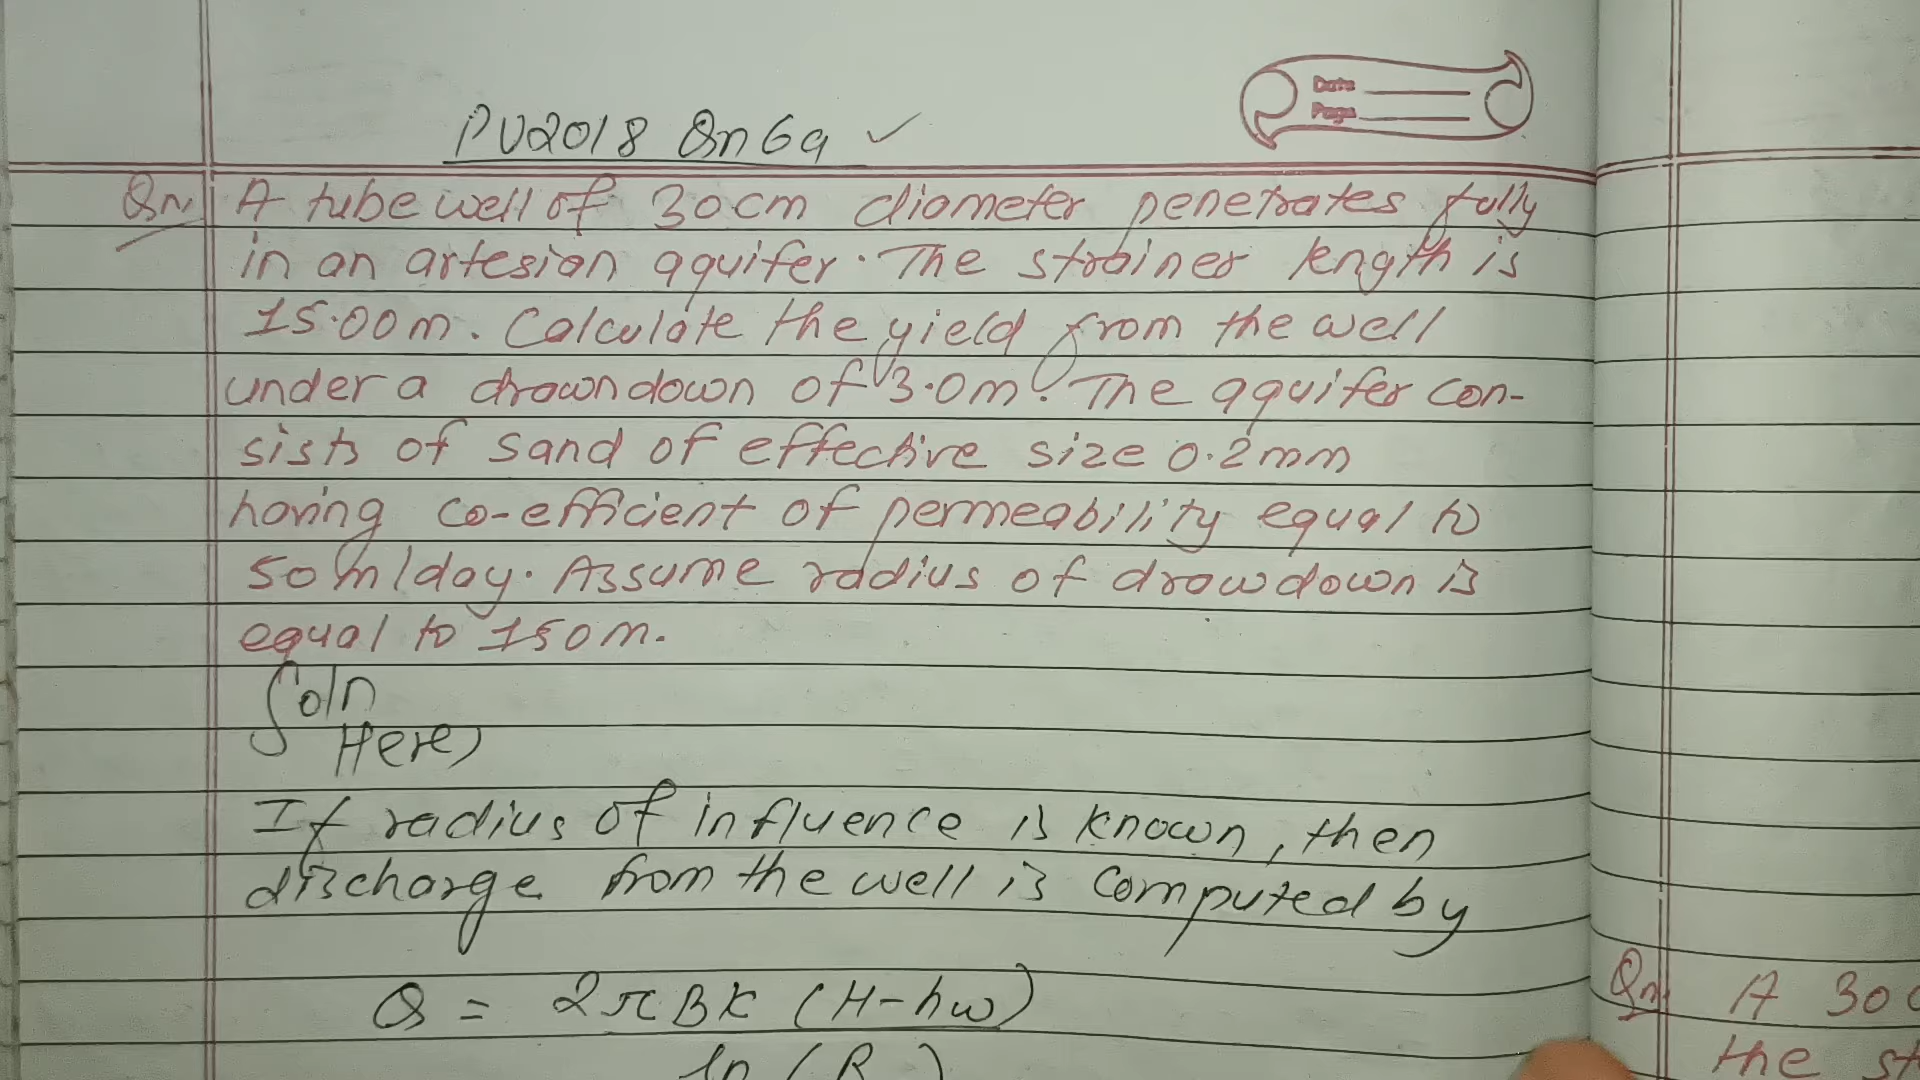 Date
Page
PU2018 Qn6a ✓
Qn. A tube well of 30cm diameter penetrates fully
in an artesian aquifer. The strainer length is
15.00m. Calculate the yield from the well
under a drawndown of 3.0m. The aquifer con-
sists of sand of effective size 0.2mm
having co-efficient of permeability equal to
50m/day. Assume radius of drawdown is
equal to 150m.
Soln
Here,
If radius of influence is known, then
discharge from the well is computed by
Q = 2πBK (H-hw)
ln (R )
Qn. A 30
the st